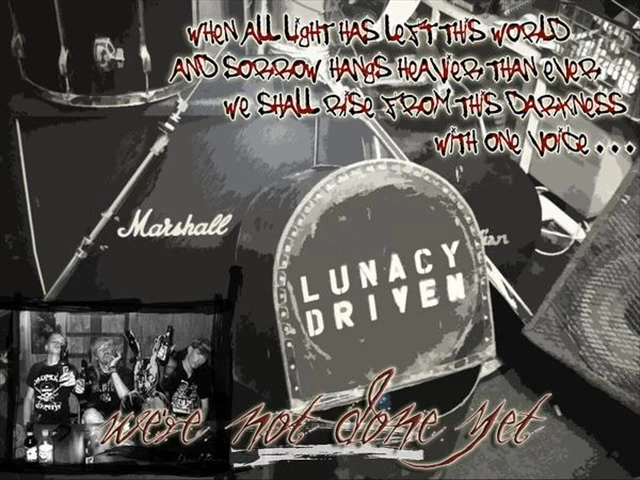 WHEN ALL LIGHT HAS LEFT THIS WORLD
AND SORROW HANGS HEAVIER THAN EVER
WE SHALL RISE FROM THIS DARKNESS
WITH ONE VOICE . . .
Marshall
LUNACY
DRIVEN
we're not done yet